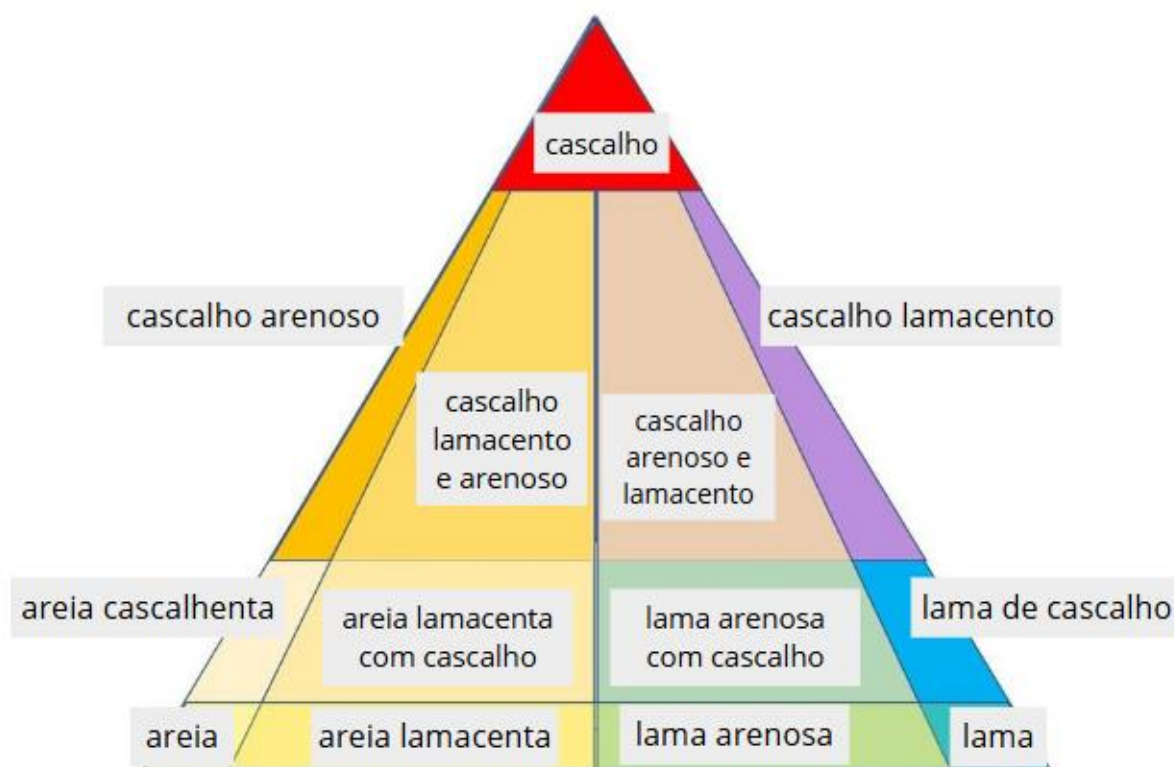 cascalho
cascalho arenoso
cascalho lamacento
cascalho
lamacento
e arenoso
cascalho
arenoso e
lamacento
areia cascalhenta
areia lamacenta
com cascalho
lama arenosa
com cascalho
lama de cascalho
areia
areia lamacenta
lama arenosa
lama